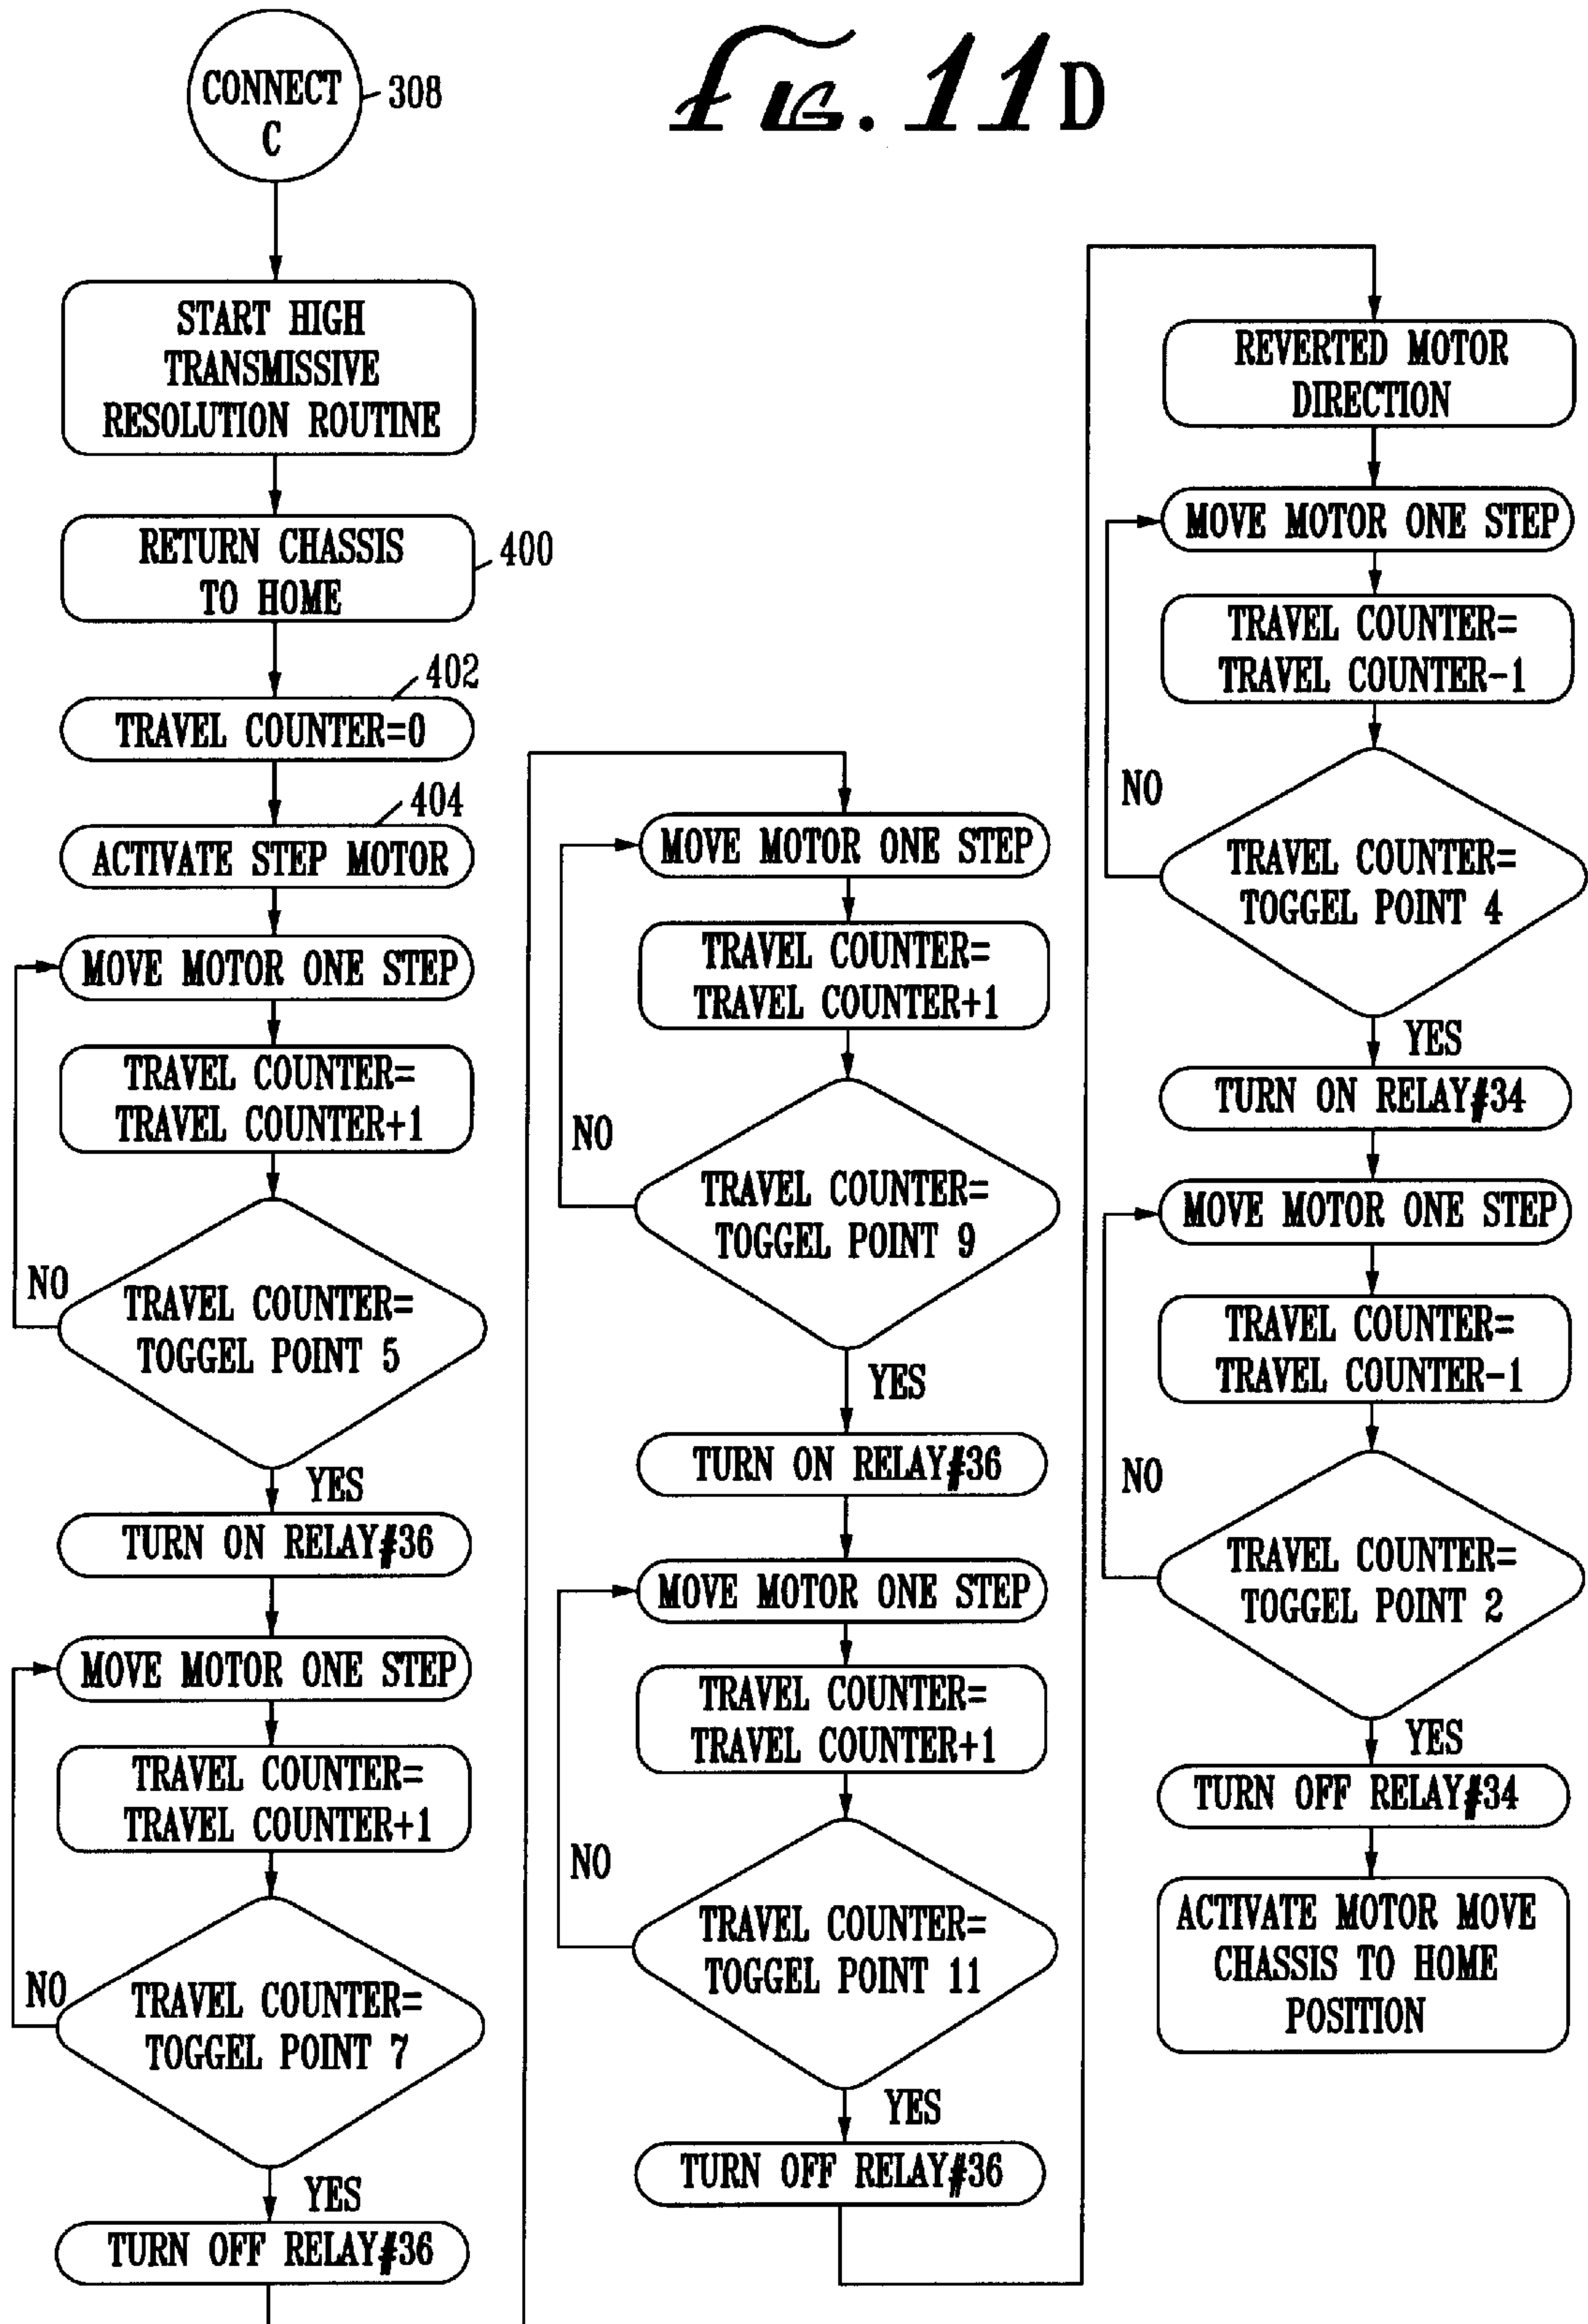 Fig. 11D
CONNECT
C
308
START HIGH
TRANSMISSIVE
RESOLUTION ROUTINE
RETURN CHASSIS
TO HOME
400
402
TRAVEL COUNTER=0
404
ACTIVATE STEP MOTOR
MOVE MOTOR ONE STEP
TRAVEL COUNTER=
TRAVEL COUNTER+1
NO
TRAVEL COUNTER=
TOGGEL POINT 5
YES
TURN ON RELAY#36
MOVE MOTOR ONE STEP
TRAVEL COUNTER=
TRAVEL COUNTER+1
NO
TRAVEL COUNTER=
TOGGEL POINT 7
YES
TURN OFF RELAY#36
MOVE MOTOR ONE STEP
TRAVEL COUNTER=
TRAVEL COUNTER+1
NO
TRAVEL COUNTER=
TOGGEL POINT 9
YES
TURN ON RELAY#36
MOVE MOTOR ONE STEP
TRAVEL COUNTER=
TRAVEL COUNTER+1
NO
TRAVEL COUNTER=
TOGGEL POINT 11
YES
TURN OFF RELAY#36
REVERTED MOTOR
DIRECTION
MOVE MOTOR ONE STEP
TRAVEL COUNTER=
TRAVEL COUNTER-1
NO
TRAVEL COUNTER=
TOGGEL POINT 4
YES
TURN ON RELAY#34
MOVE MOTOR ONE STEP
TRAVEL COUNTER=
TRAVEL COUNTER-1
NO
TRAVEL COUNTER=
TOGGEL POINT 2
YES
TURN OFF RELAY#34
ACTIVATE MOTOR MOVE
CHASSIS TO HOME
POSITION